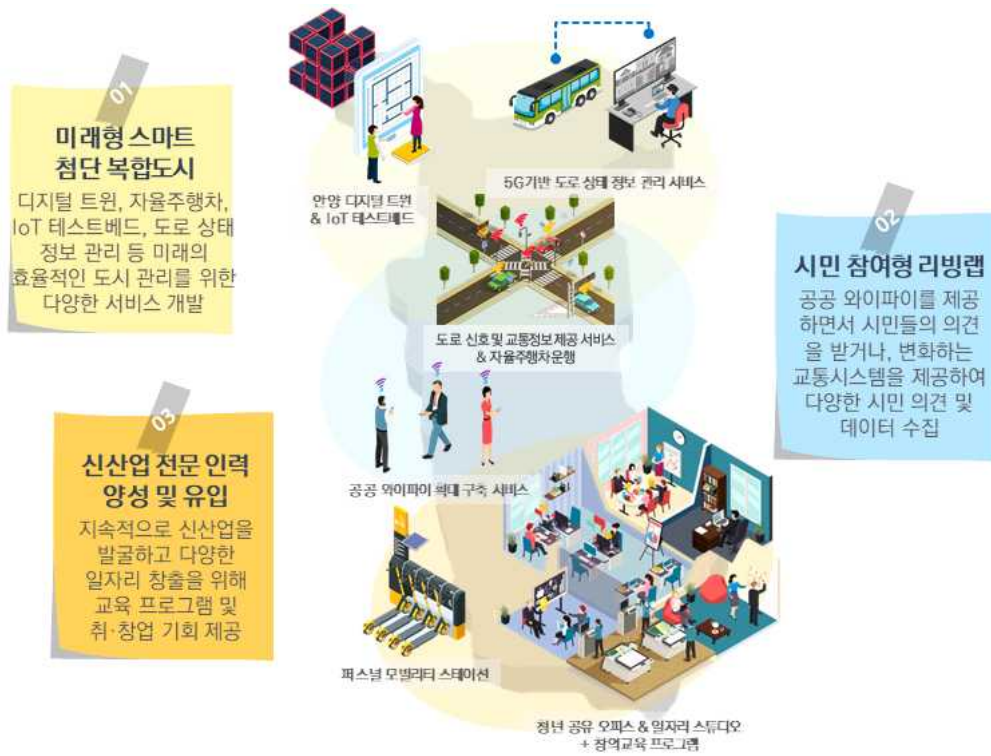 01
미래형 스마트
첨단 복합도시
디지털 트윈, 자율주행차,
IoT 테스트베드, 도로 상태
정보 관리 등 미래의
효율적인 도시 관리를 위한
다양한 서비스 개발
안양 디지털 트윈
& IoT 테스트베드
5G기반 도로 상태 정보 관리 서비스
도로 신호 및 교통정보 제공 서비스
& 자율주행차 운행
02
시민 참여형 리빙랩
공공 와이파이를 제공
하면서 시민들의 의견
을 받거나, 변화하는
교통시스템을 제공하여
다양한 시민 의견 및
데이터 수집
03
신산업 전문 인력
양성 및 유입
지속적으로 신산업을
발굴하고 다양한
일자리 창출을 위해
교육 프로그램 및
취·창업 기회 제공
공공 와이파이 확대 구축 서비스
퍼스널 모빌리티 스테이션
청년 공유 오피스 & 일자리 스튜디오
+ 창업교육 프로그램